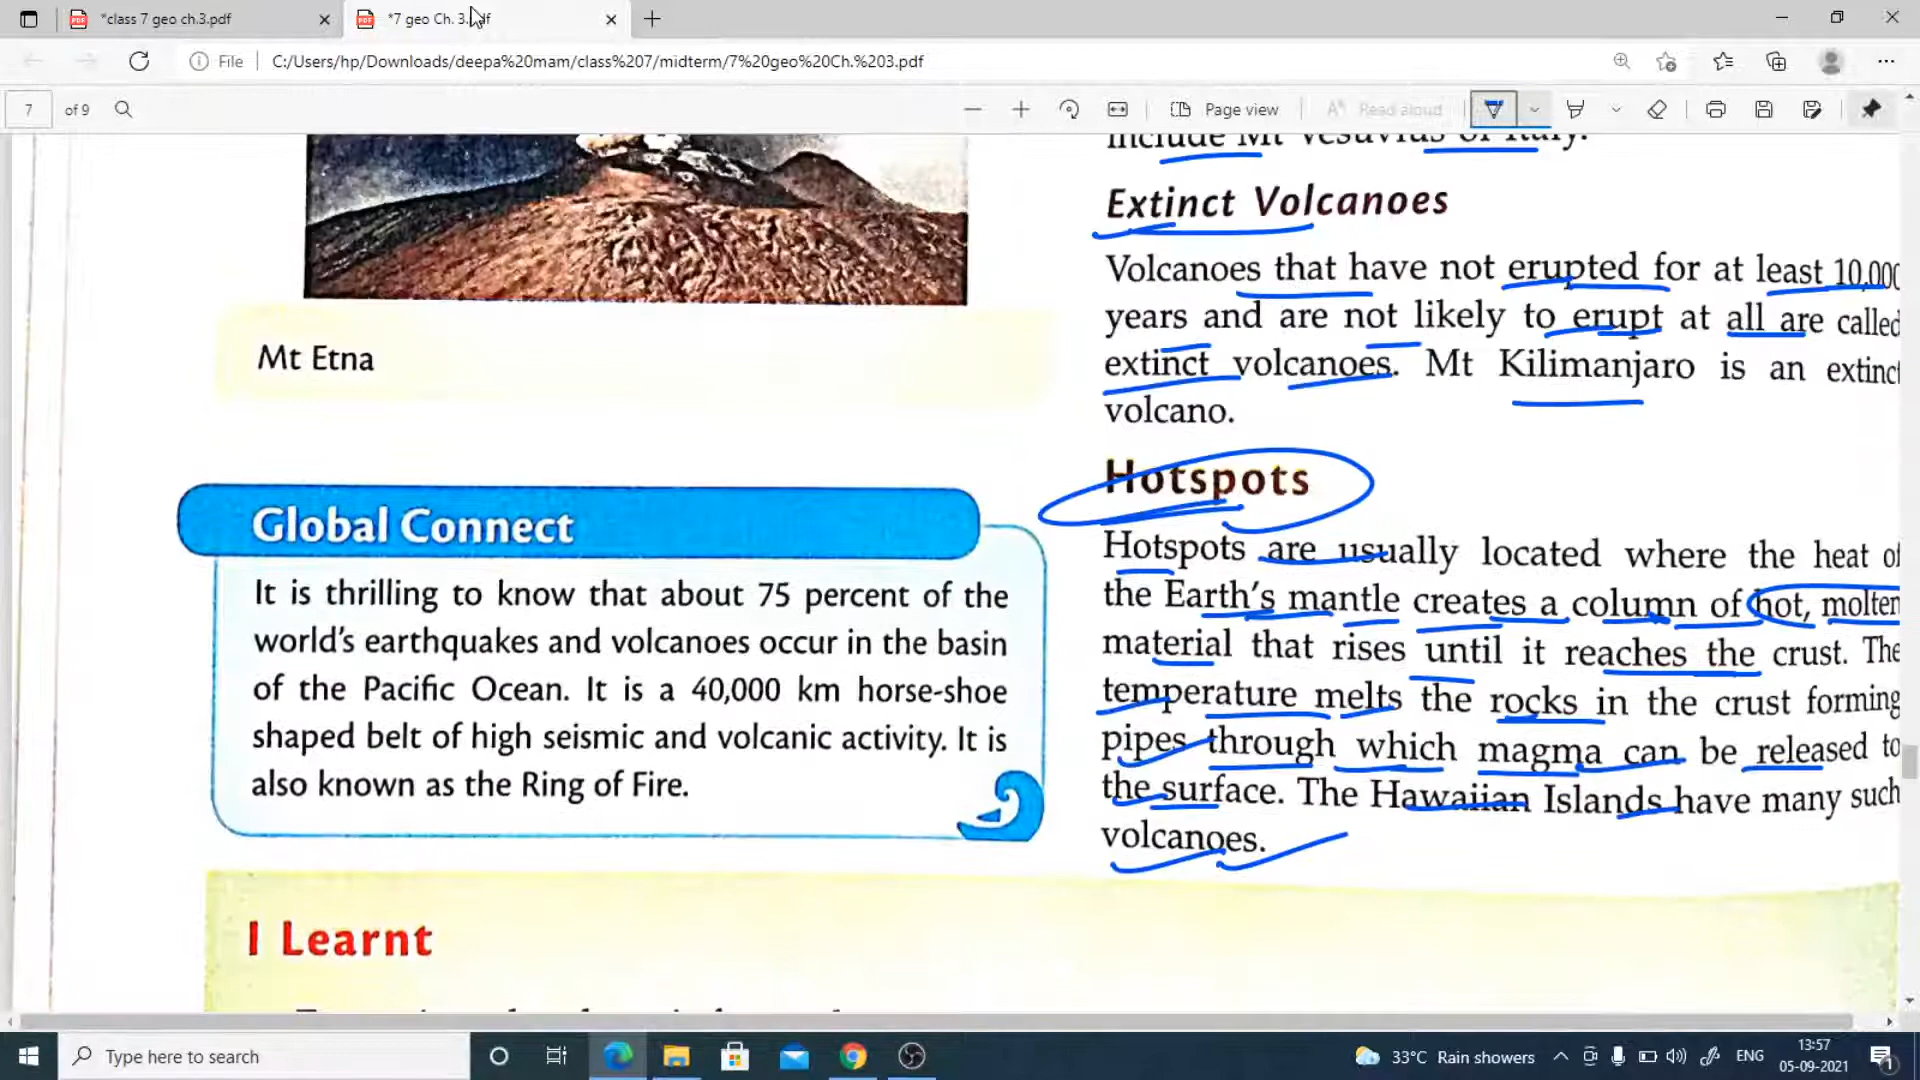 *class 7 geo ch.3.pdf
*7 geo Ch. 3.pdf
File
C:/Users/hp/Downloads/deepa%20mam/class%207/midterm/7%20geo%20Ch.%203.pdf
7 of 9
Page view
Read aloud
Mt Etna
Global Connect
It is thrilling to know that about 75 percent of the
world's earthquakes and volcanoes occur in the basin
of the Pacific Ocean. It is a 40,000 km horse-shoe
shaped belt of high seismic and volcanic activity. It is
also known as the Ring of Fire.
include Mt Vesuvias of Italy.
Extinct Volcanoes
Volcanoes that have not erupted for at least 10,000
years and are not likely to erupt at all are called
extinct volcanoes. Mt Kilimanjaro is an extinct
volcano.
Hotspots
Hotspots are usually located where the heat of
the Earth's mantle creates a column of hot, molten
material that rises until it reaches the crust. The
temperature melts the rocks in the crust forming
pipes through which magma can be released to
the surface. The Hawaiian Islands have many such
volcanoes.
I Learnt
Type here to search
33°C Rain showers
ENG
13:57
05-09-2021
1